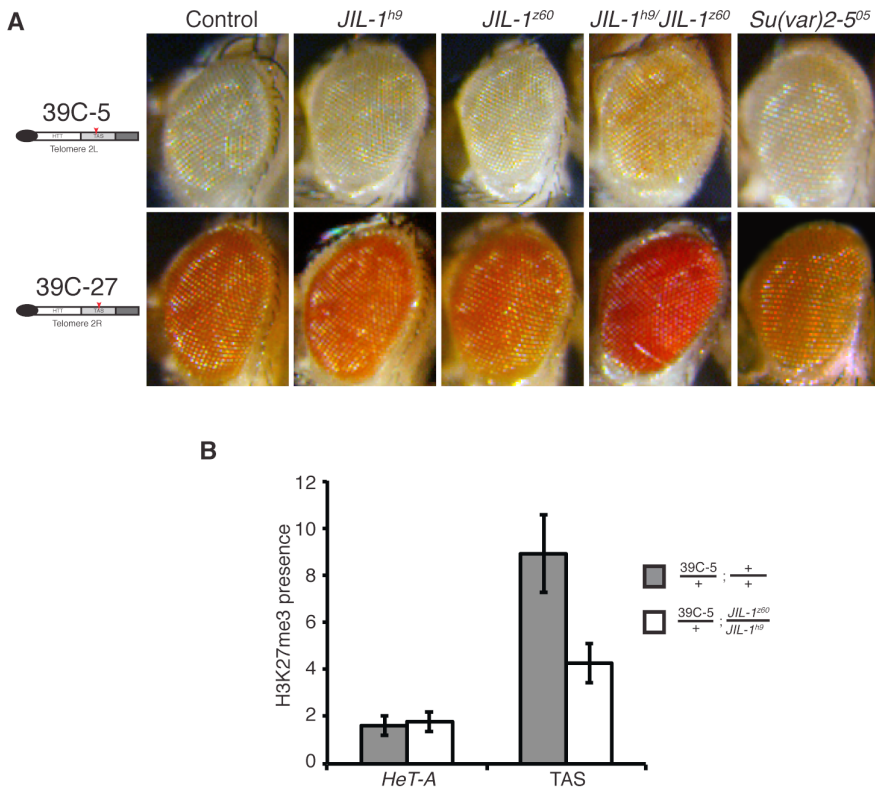 A
Control
JIL-1h9
JIL-1z60
JIL-1h9/JIL-1z60
Su(var)2-505
39C-5
HTT TAS
Telomere 2L
39C-27
HTT TAS
Telomere 2R
B
H3K27me3 presence
12
10
8
6
4
2
0
HeT-A
TAS
39C-5/+ ; +/+
39C-5/+ ; JIL-1z60/JIL-1h9